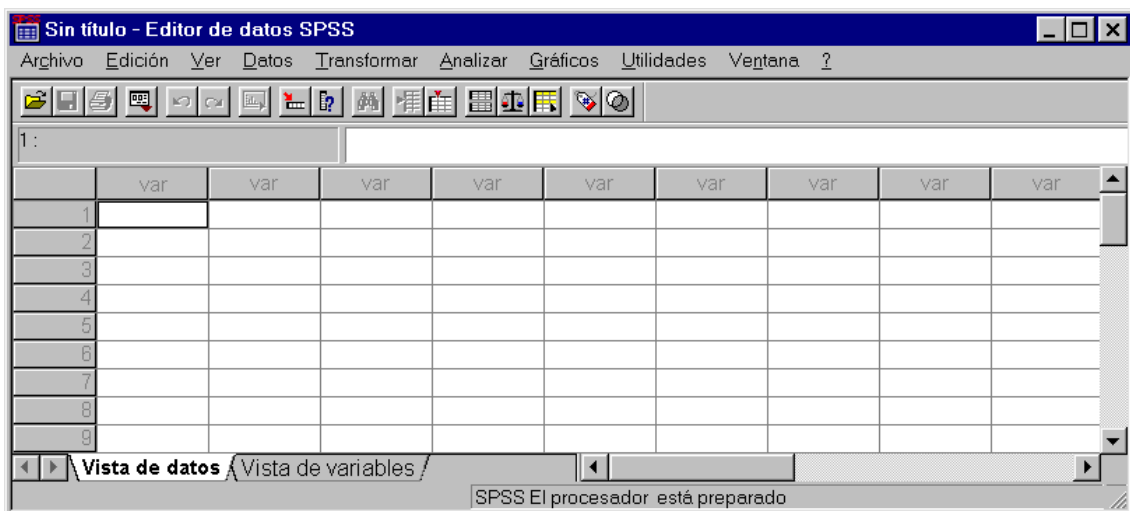 Sin título - Editor de datos SPSS
Archivo Edición Ver Datos Transformar Analizar Gráficos Utilidades Ventana ?
1 :
var var var var var var var var var
1
2
3
4
5
6
7
8
9
Vista de datos Vista de variables
SPSS El procesador está preparado